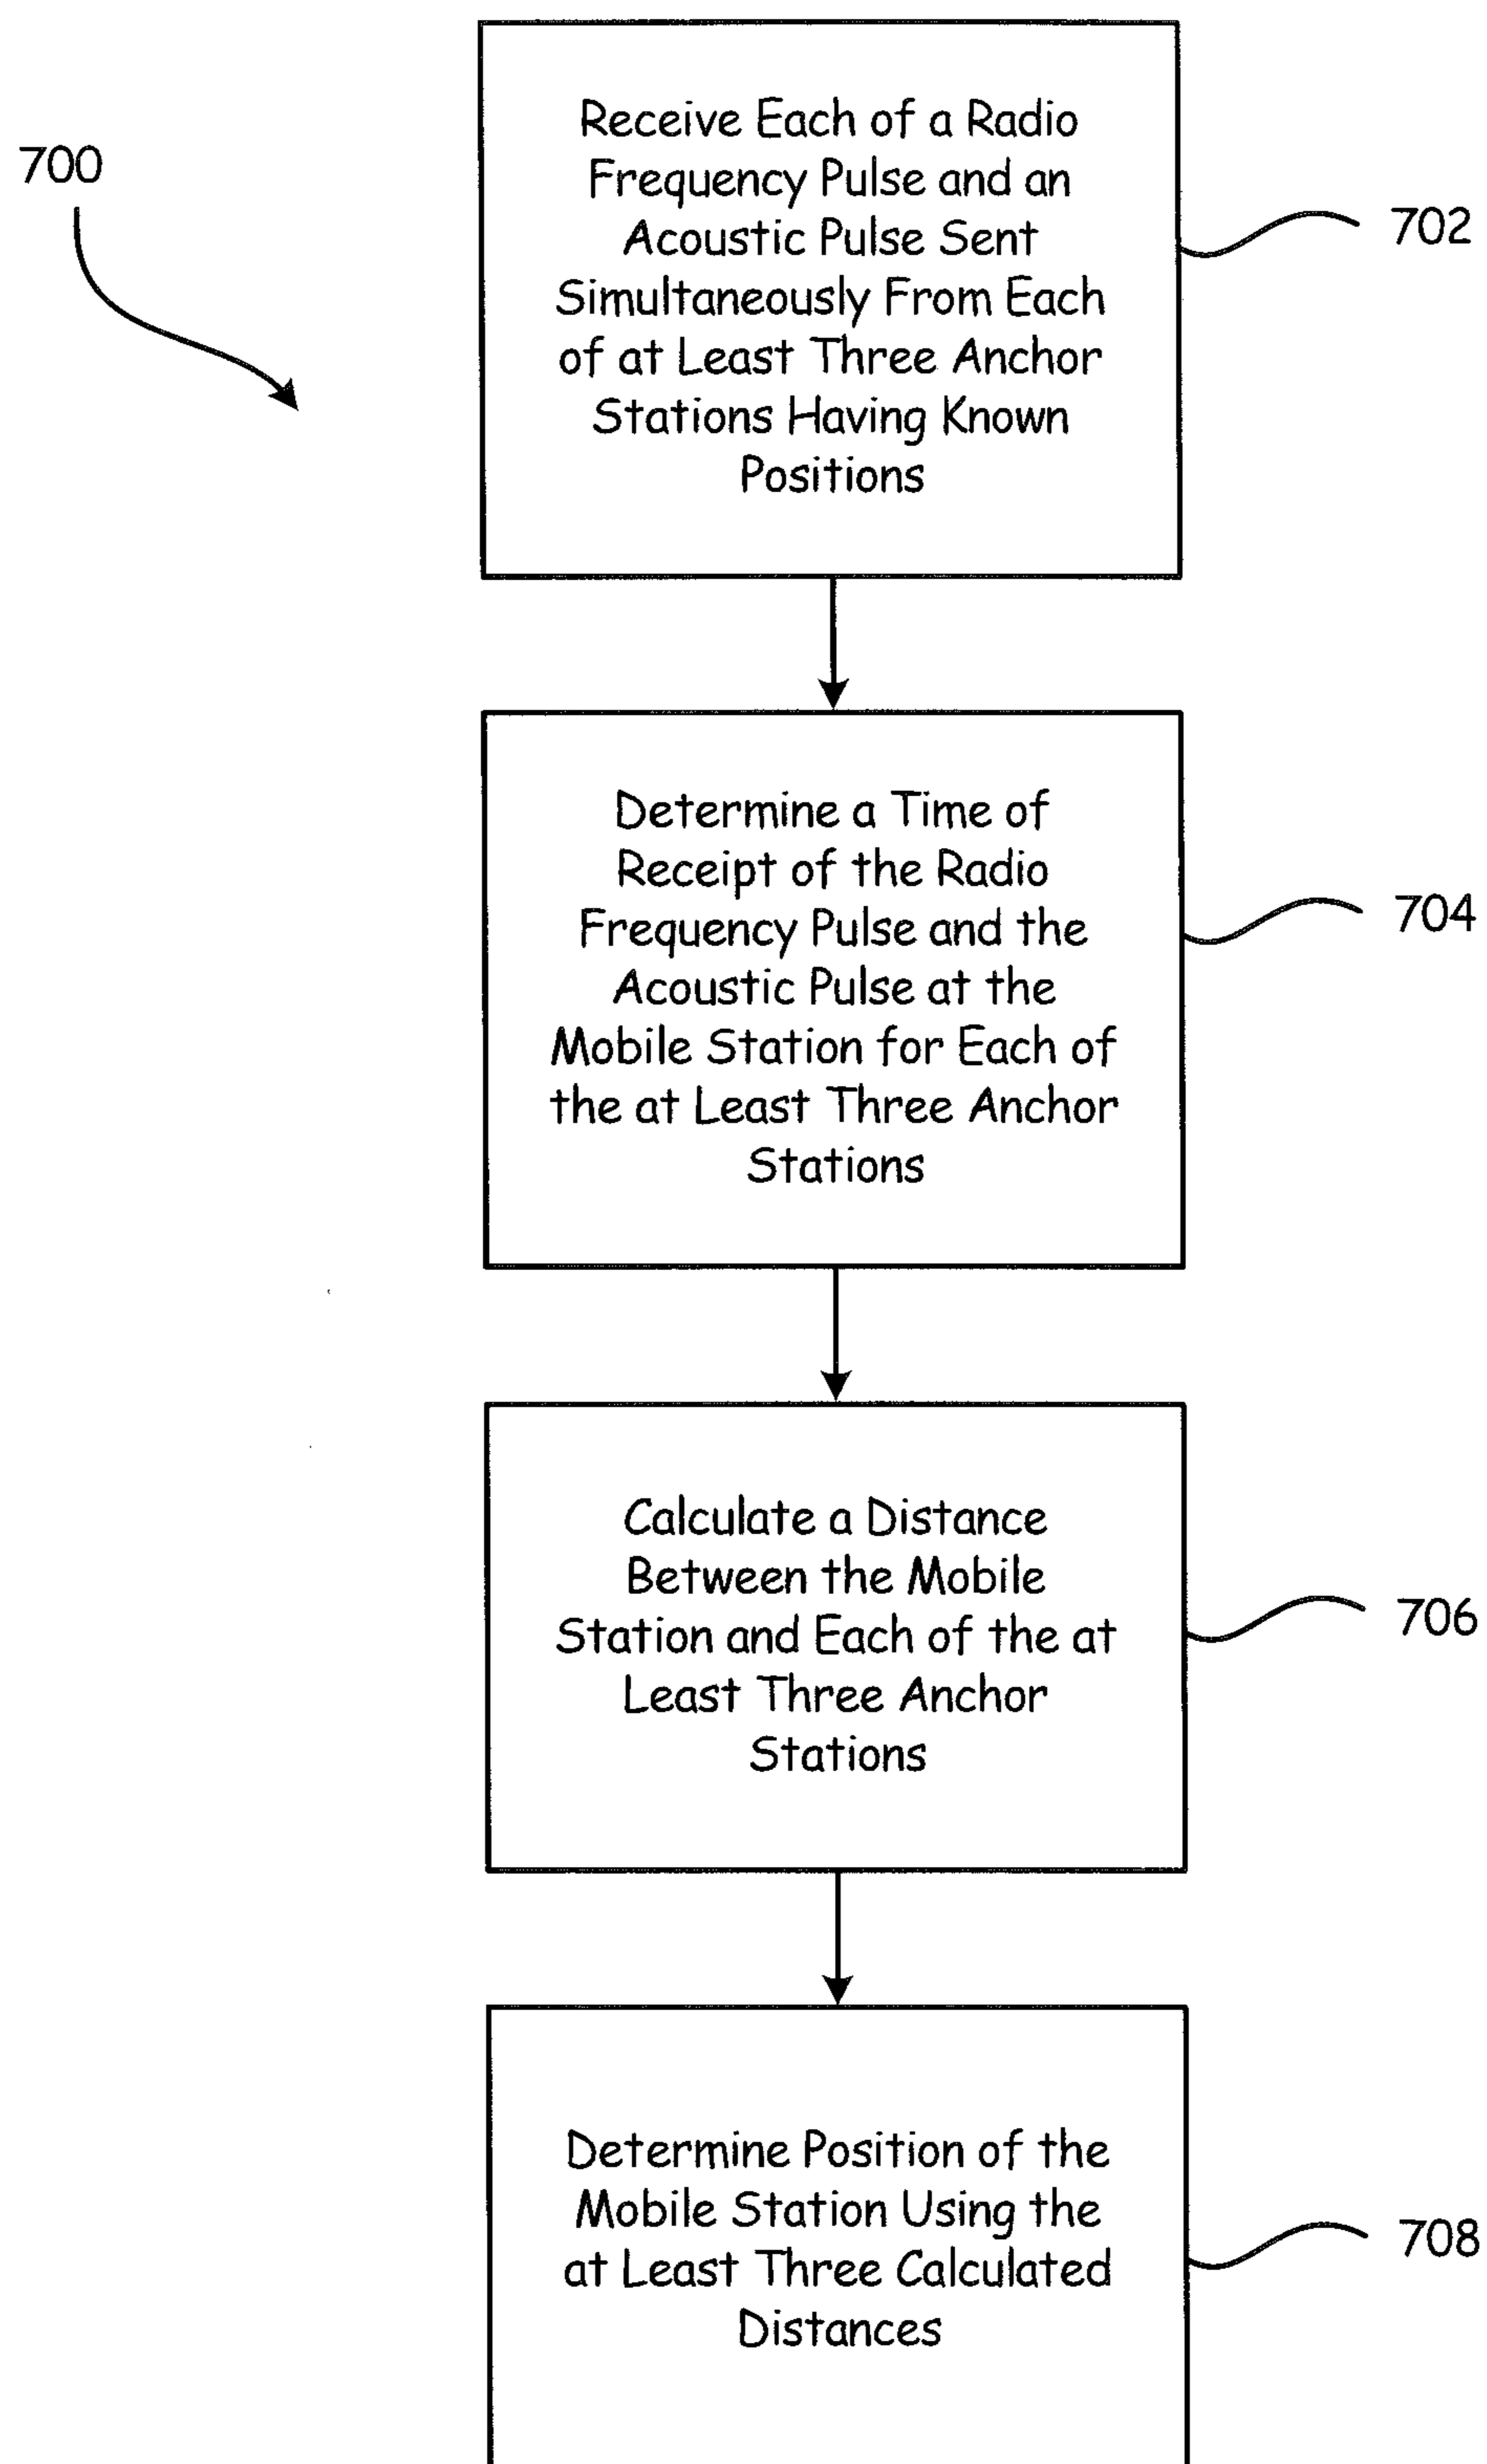 700
Receive Each of a Radio
Frequency Pulse and an
Acoustic Pulse Sent
Simultaneously From Each
of at Least Three Anchor
Stations Having Known
Positions
702
Determine a Time of
Receipt of the Radio
Frequency Pulse and the
Acoustic Pulse at the
Mobile Station for Each of
the at Least Three Anchor
Stations
704
Calculate a Distance
Between the Mobile
Station and Each of the at
Least Three Anchor
Stations
706
Determine Position of the
Mobile Station Using the
at Least Three Calculated
Distances
708